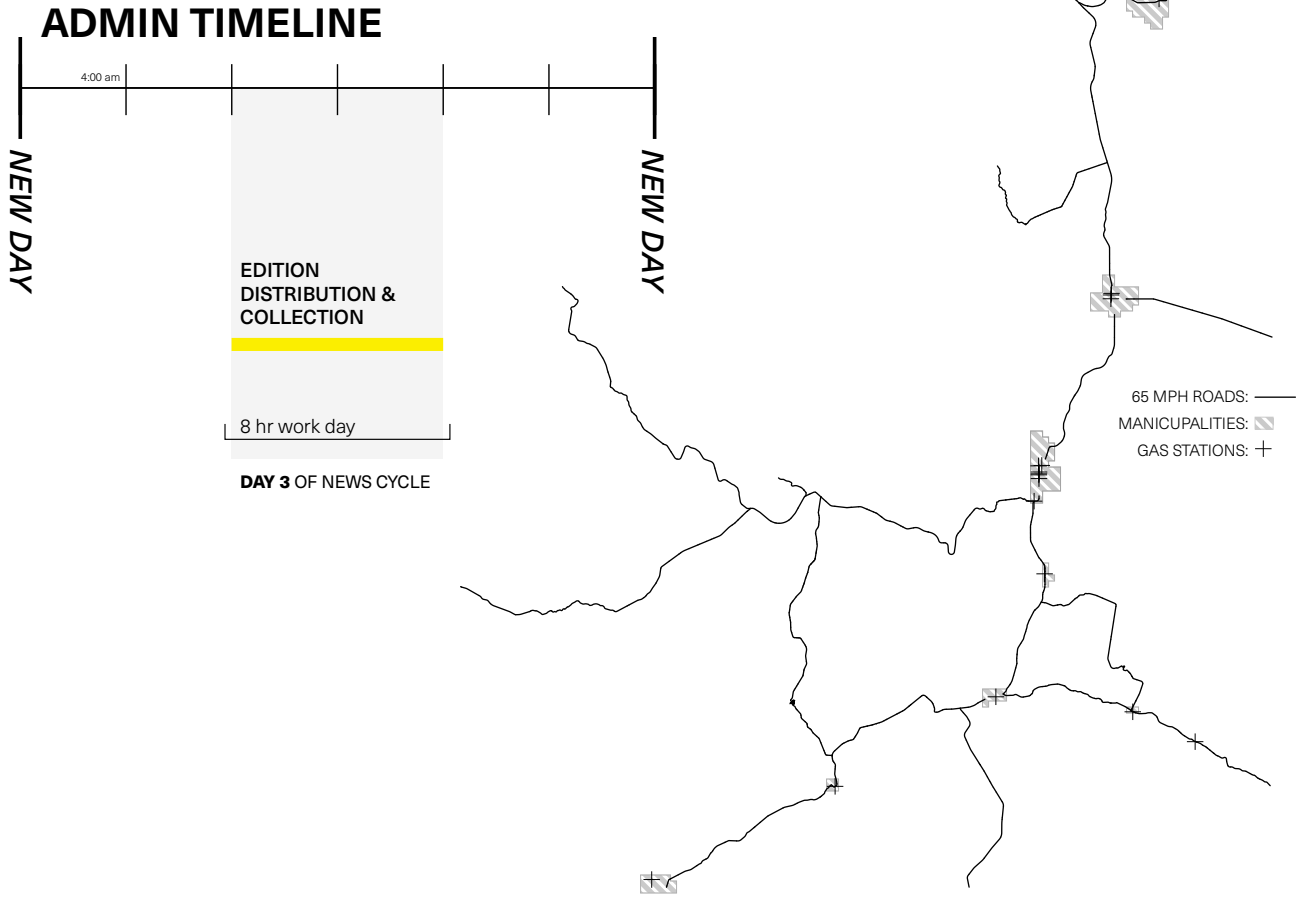 ADMIN TIMELINE
4:00 am
NEW DAY
NEW DAY
EDITION
DISTRIBUTION &
COLLECTION
8 hr work day
DAY 3 OF NEWS CYCLE
65 MPH ROADS:
MANICUPALITIES:
GAS STATIONS: